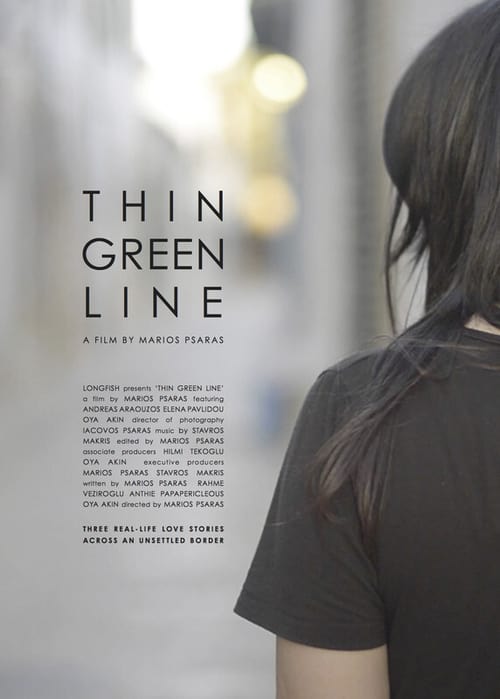 THIN
GREEN
LINE
A FILM BY MARIOS PSARAS
LONGFISH presents 'THIN GREEN LINE'
a film by MARIOS PSARAS featuring
ANDREAS ARAOUZOS ELENA PAVLIDOU
OYA AKIN director of photography
IACOVOS PSARAS music by STAVROS
MAKRIS edited by MARIOS PSARAS
associate producers HILMI TEKOGLU
OYA AKIN executive producers
MARIOS PSARAS STAVROS MAKRIS
written by MARIOS PSARAS RAHME
VEZIROGLU ANTHIE PAPAPERICLEOUS
OYA AKIN directed by MARIOS PSARAS
THREE REAL-LIFE LOVE STORIES
ACROSS AN UNSETTLED BORDER